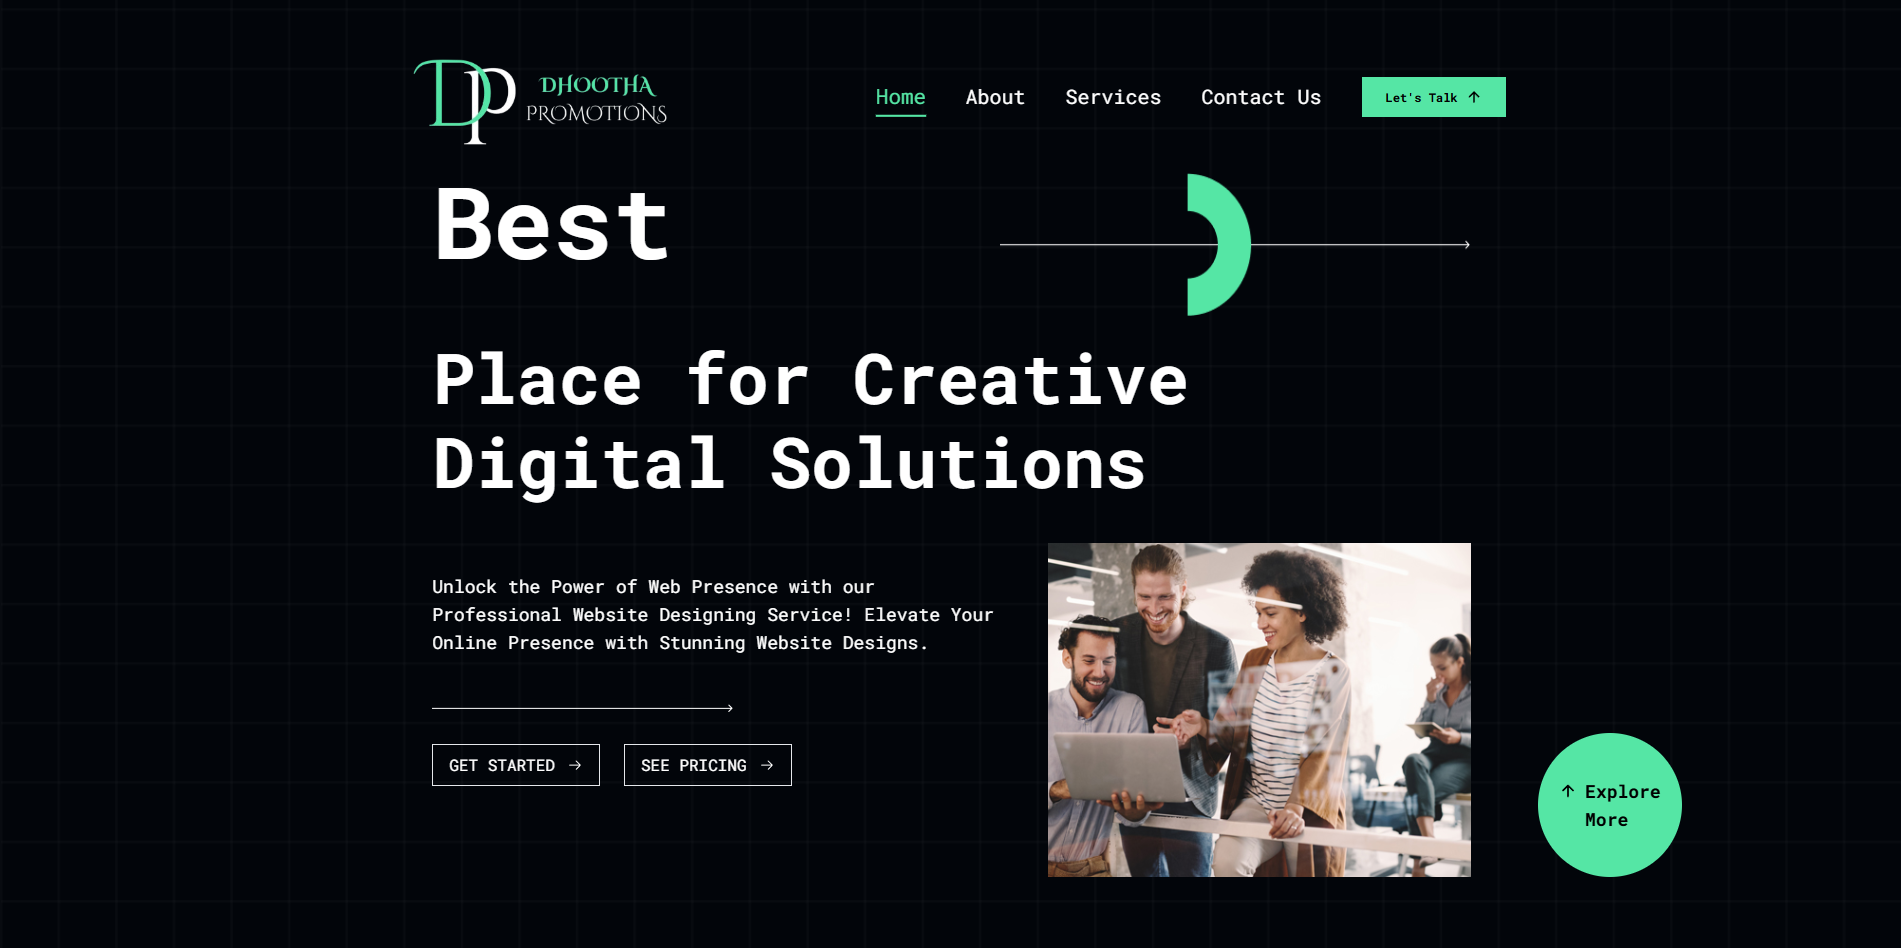 DP
DHOOTHA
PROMOTIONS
Home
About
Services
Contact Us
Let's Talk
Best
Place for Creative
Digital Solutions
Unlock the Power of Web Presence with our
Professional Website Designing Service! Elevate Your
Online Presence with Stunning Website Designs.
GET STARTED
SEE PRICING
Explore
More